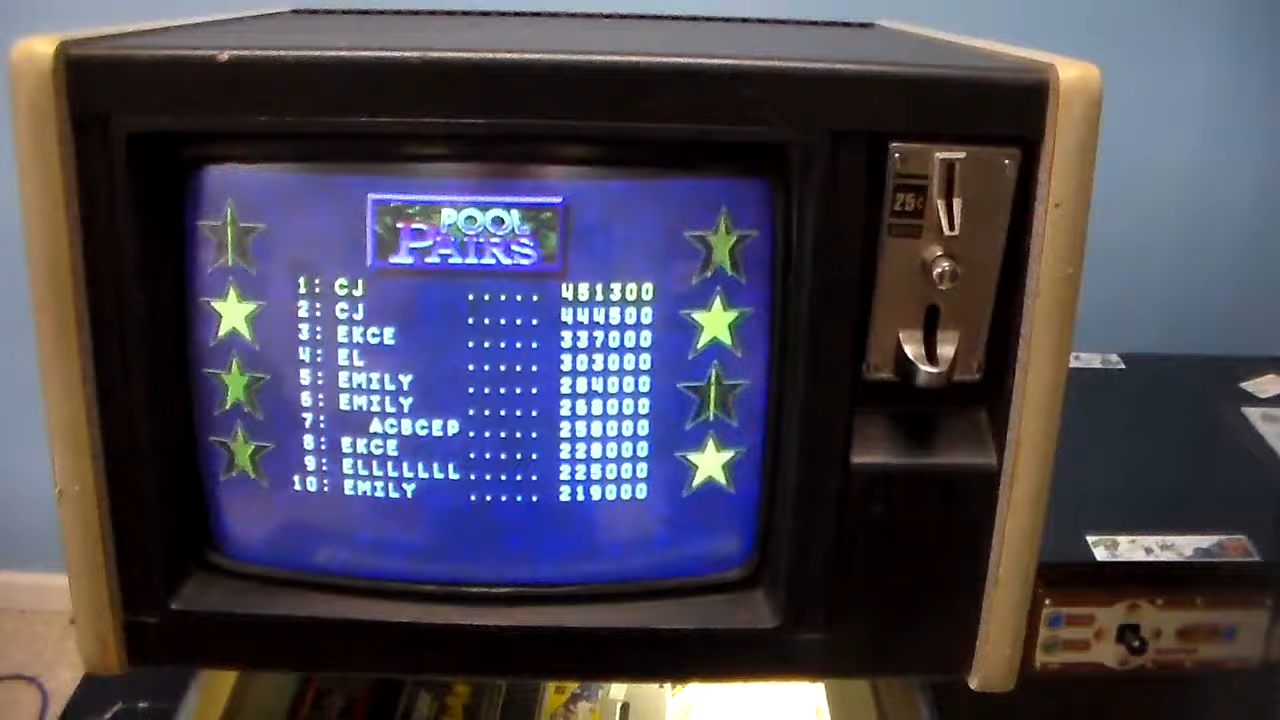 POOL
PAIRS
1: CJ ..... 451300
2: CJ ..... 444500
3: EKCE ..... 337000
4: EL ..... 303000
5: EMILY ..... 284000
6: EMILY ..... 268000
7: ACBCEP ..... 258000
8: EKCE ..... 228000
9: ELLLLLLLL ..... 225000
10: EMILY ..... 219000
25¢